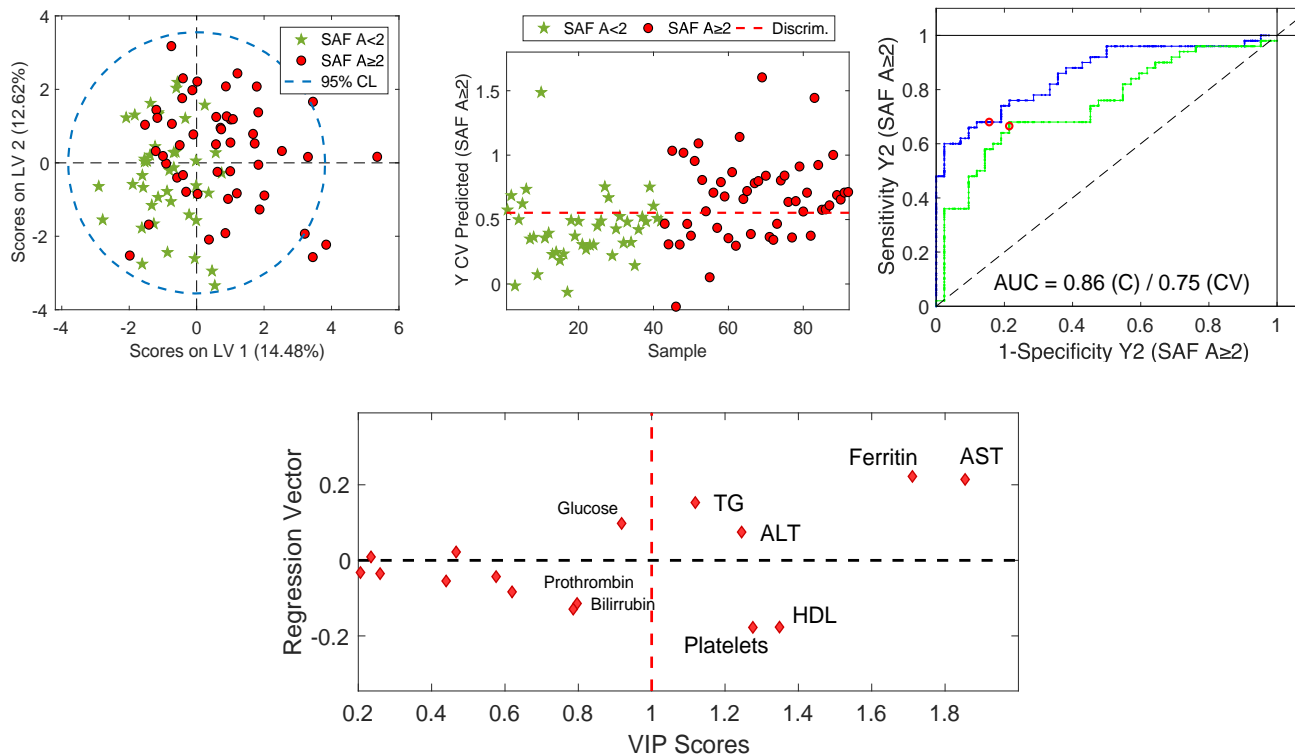 4
2
0
-2
-4
-4
-2
0
2
4
6
Scores on LV 2 (12.62%)
Scores on LV 1 (14.48%)
SAF A<2
SAF A≥2
95% CL
SAF A<2 SAF A≥2 Discrim.
1.5
1
0.5
0
20
40
60
80
Y CV Predicted (SAF A≥2)
Sample
1
0.8
0.6
0.4
0.2
0
0
0.2
0.4
0.6
0.8
1
Sensitivity Y2 (SAF A≥2)
AUC = 0.86 (C) / 0.75 (CV)
1-Specificity Y2 (SAF A≥2)
0.2
0
-0.2
Regression Vector
Ferritin
AST
Glucose
TG
ALT
Prothrombin
Bilirrubin
HDL
Platelets
0.2
0.4
0.6
0.8
1
1.2
1.4
1.6
1.8
VIP Scores